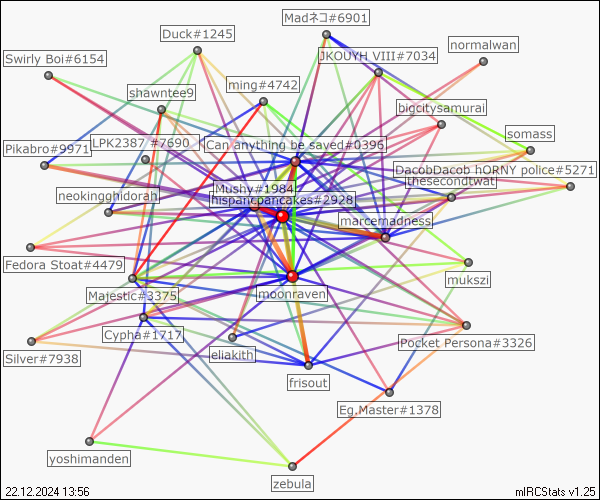 Madネコ#6901
Duck#1245
normalwan
JKOUYH VIII#7034
Swirly Boi#6154
ming#4742
shawntee9
bigcitysamurai
somass
LPK2387 #7690
Can anything be saved#0396
Pikabro#9971
DacobDacob hORNY police#5271
thesecondtwat
Mushy#1984
neokingghidorah
hispanicpancakes#2928
marcemadness
Fedora Stoat#4479
mukszi
Majestic#3375
moonraven
Cypha#1717
Pocket Persona#3326
eliakith
Silver#7938
frisout
Eg.Master#1378
yoshimanden
zebula
22.12.2024 13:56
mIRCStats v1.25